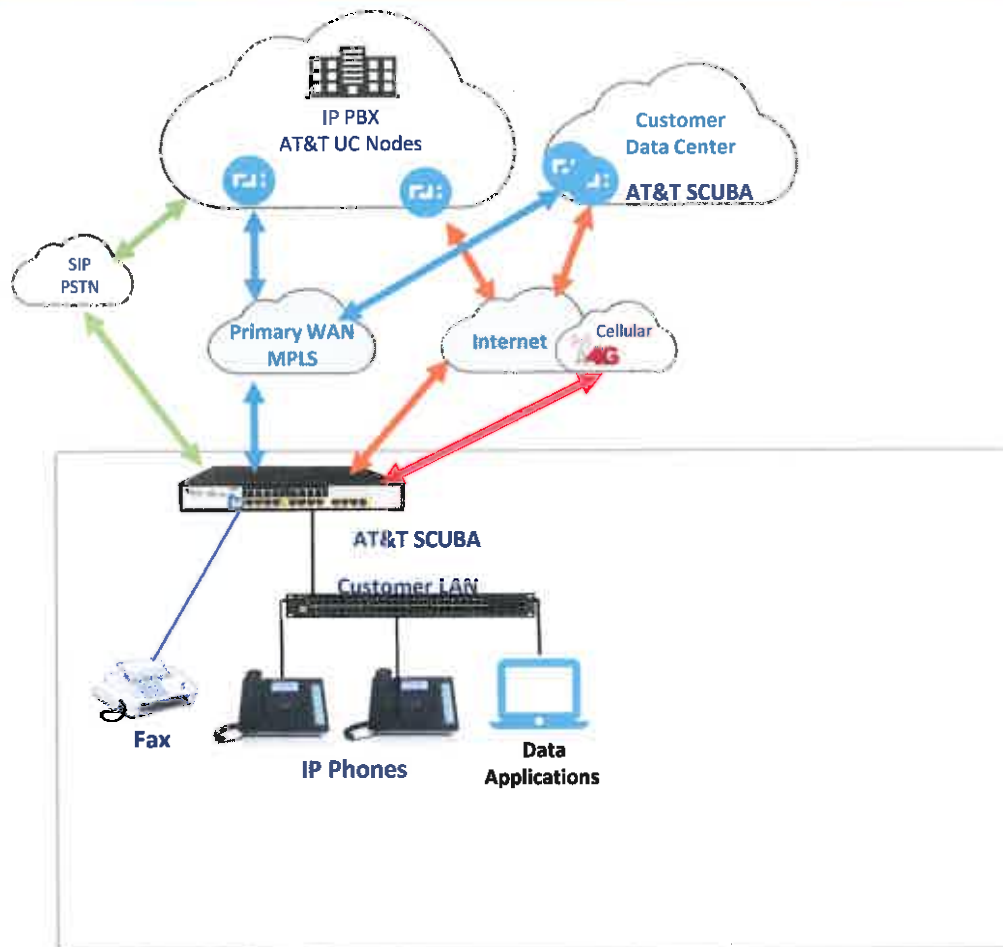 IP PBX
AT&T UC Nodes
Customer
Data Center
AT&T SCUBA
SIP
PSTN
Primary WAN
MPLS
Internet
Cellular
4G
AT&T SCUBA
Customer LAN
Fax
IP Phones
Data
Applications